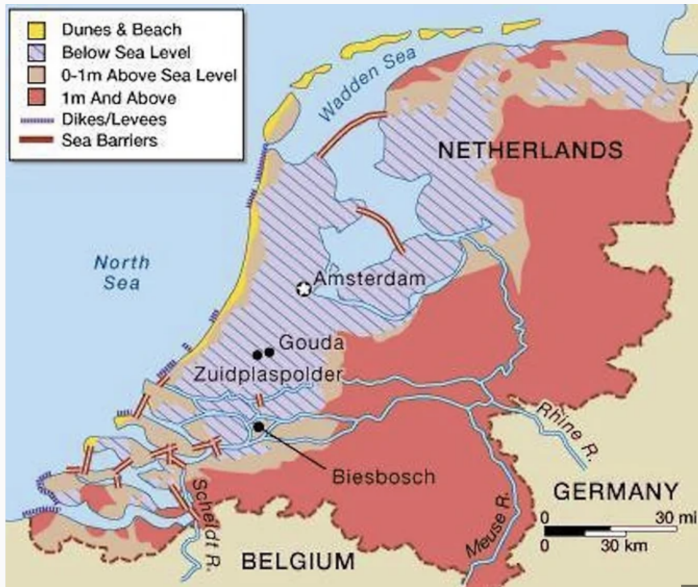 Dunes & Beach
Below Sea Level
0-1m Above Sea Level
1m And Above
Dikes/Levees
Sea Barriers
Wadden Sea
NETHERLANDS
North
Sea
Amsterdam
Gouda
Zuidplaspolder
Rhine R.
Biesbosch
Scheldt R.
GERMANY
Meuse R.
0 30 mi
0 30 km
BELGIUM